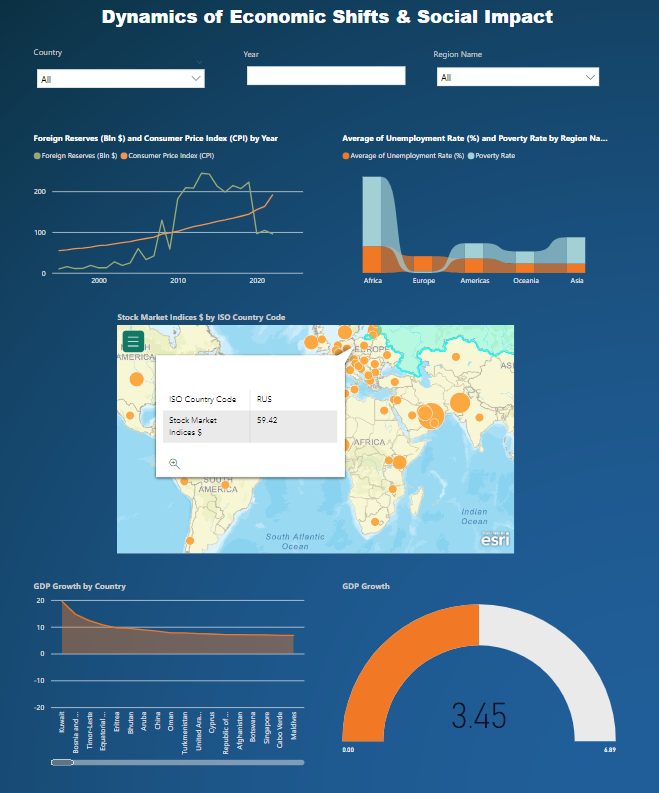 Dynamics of Economic Shifts & Social Impact
Country
Year
Region Name
All
All
Foreign Reserves (Bln $) and Consumer Price Index (CPI) by Year
Foreign Reserves (Bln $) Consumer Price Index (CPI)
200
100
0
2000 2010 2020
Average of Unemployment Rate (%) and Poverty Rate by Region Na...
Average of Unemployment Rate (%) Poverty Rate
Africa Europe Americas Oceania Asia
Stock Market Indices $ by ISO Country Code
AMERICA
EUROPE
ISO Country Code RUS
Stock Market
Indices $
59.42
AFRICA
SOUTH
AMERICA
Indian
Ocean
South Atlantic
Ocean
esri
GDP Growth by Country
20
10
0
-10
-20
Kuwait
Bosnia and ...
Timor-Leste
Equatorial...
Eritrea
Bhutan
Aruba
China
Oman
Turkmenistan
United Ara...
Cyprus
Republic of...
Afghanistan
Botswana
Singapore
Cabo Verde
Maldives
GDP Growth
3.45
0.00
6.89